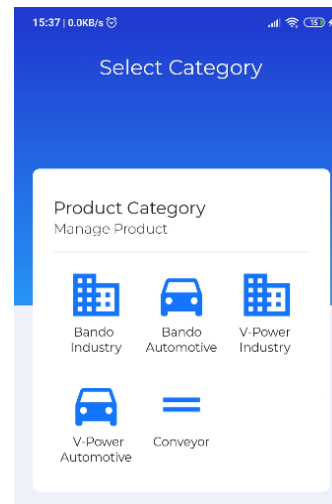 15:37 | 0.0KB/s
15
Select Category
Product Category
Manage Product
Bando
Industry
Bando
Automotive
V-Power
Industry
V-Power
Automotive
Conveyor